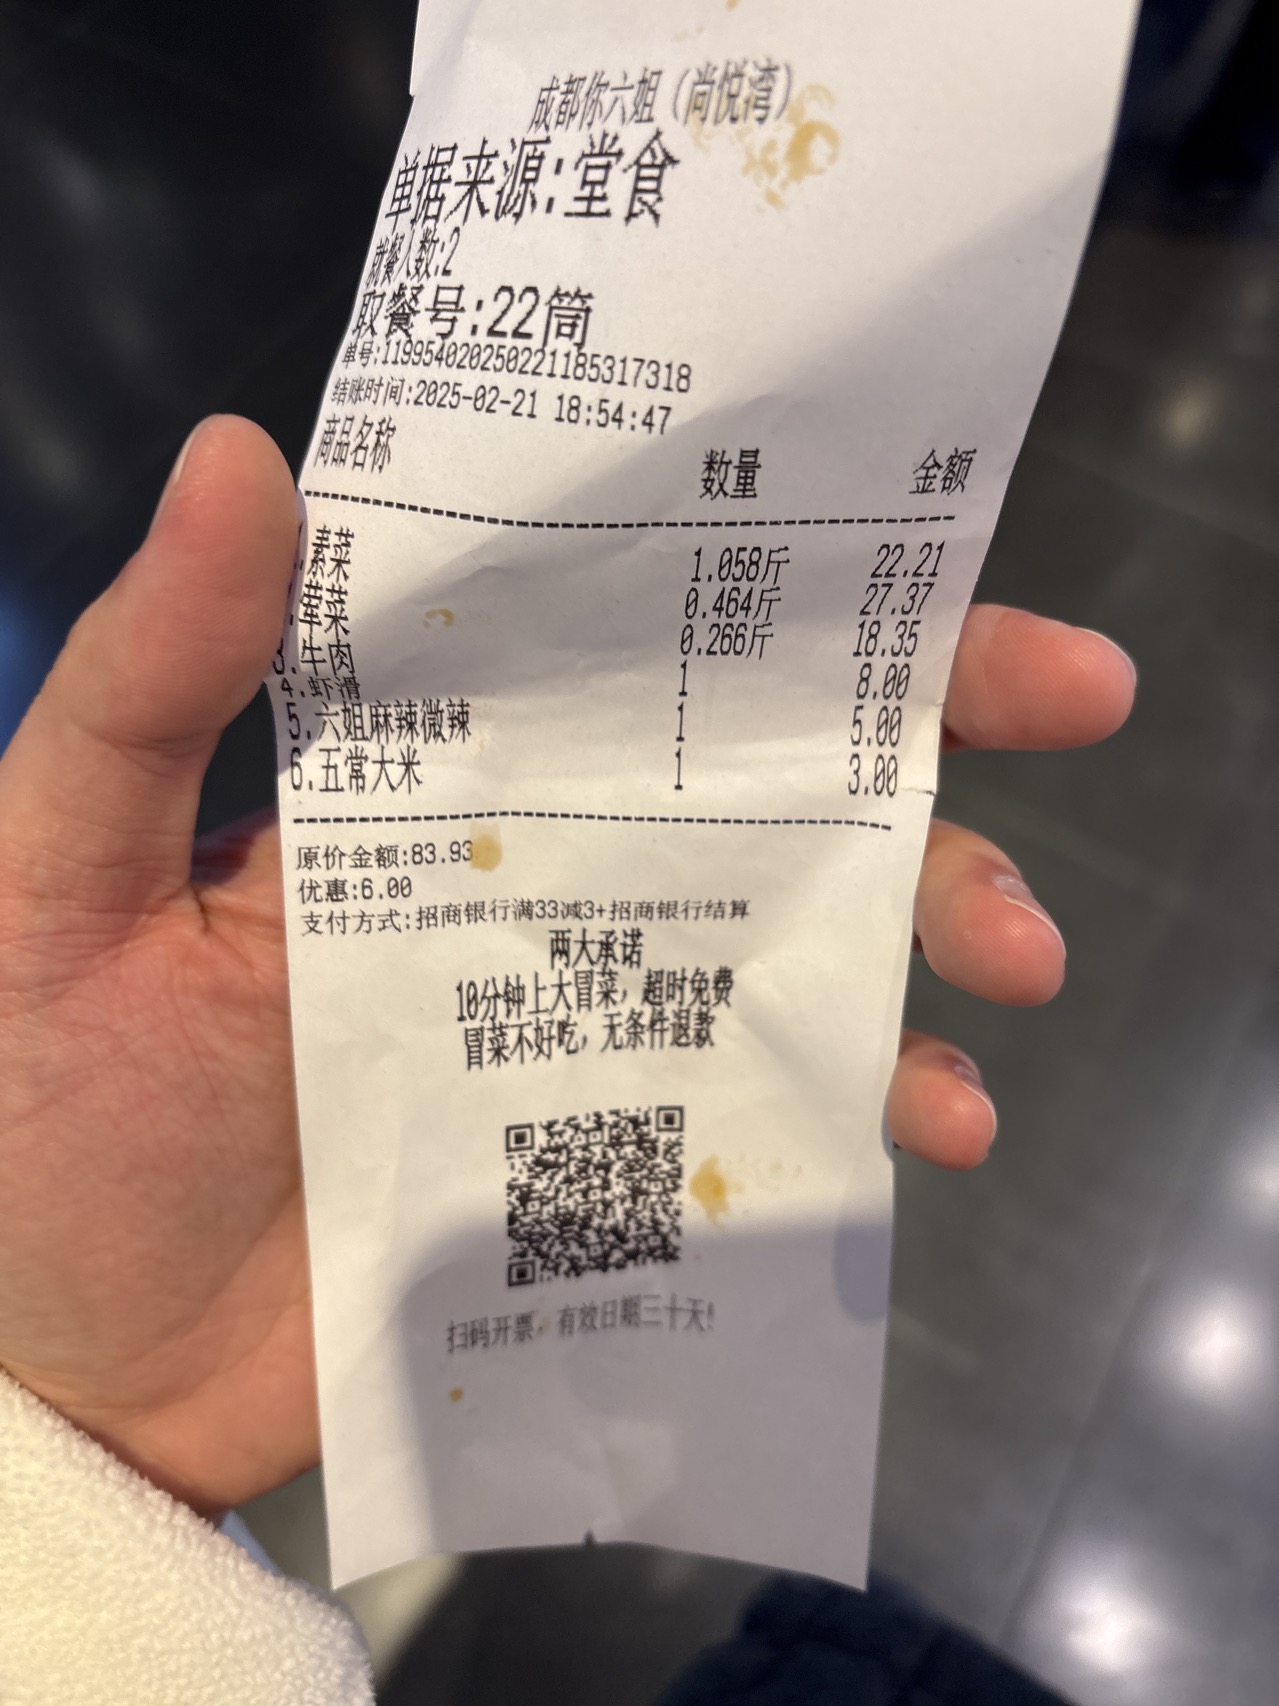 成都你六姐（尚悦湾）
单据来源:堂食
就餐人数:2
取餐号:22筒
单号:119954020250221185317318
结账时间:2025-02-21 18:54:47
商品名称 数量 金额
.素菜 1.058斤 22.21
.荤菜 0.464斤 27.37
3.牛肉 0.266斤 18.35
4.虾滑 1 8.00
5.六姐麻辣微辣 1 5.00
6.五常大米 1 3.00
原价金额:83.93
优惠:6.00
支付方式:招商银行满33减3+招商银行结算
两大承诺
10分钟上大冒菜，超时免费
冒菜不好吃，无条件退款
扫码开票，有效日期三十天!